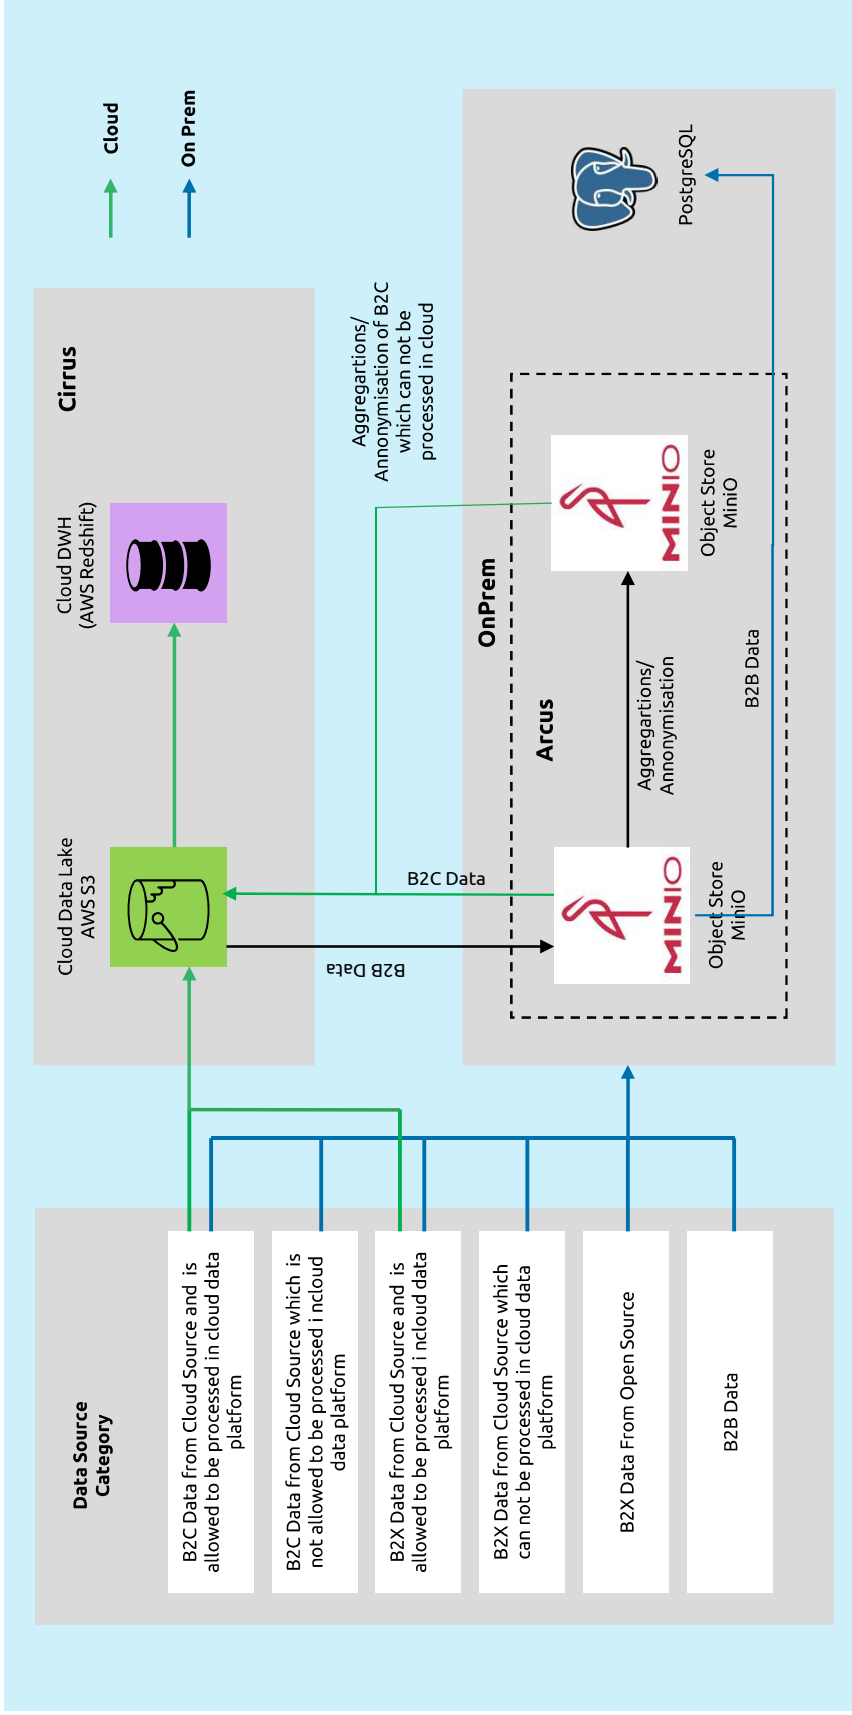 Data Source
Category
B2C Data from Cloud Source and is
allowed to be processed in cloud data
platform
B2C Data from Cloud Source which is
not allowed to be processed i ncloud
data platform
B2X Data from Cloud Source and is
allowed to be processed i ncloud data
platform
B2X Data from Cloud Source which
can not be processed in cloud data
platform
B2X Data From Open Source
B2B Data
Cirrus
Cloud Data Lake
AWS S3
Cloud DWH
(AWS Redshift)
Cloud
On Prem
B2B Data
B2C Data
Aggregartions/
Annonymisation of B2C
which can not be
processed in cloud
OnPrem
Arcus
MINIO
Object Store
MiniO
Aggregartions/
Annonymisation
MINIO
Object Store
MiniO
B2B Data
PostgreSQL